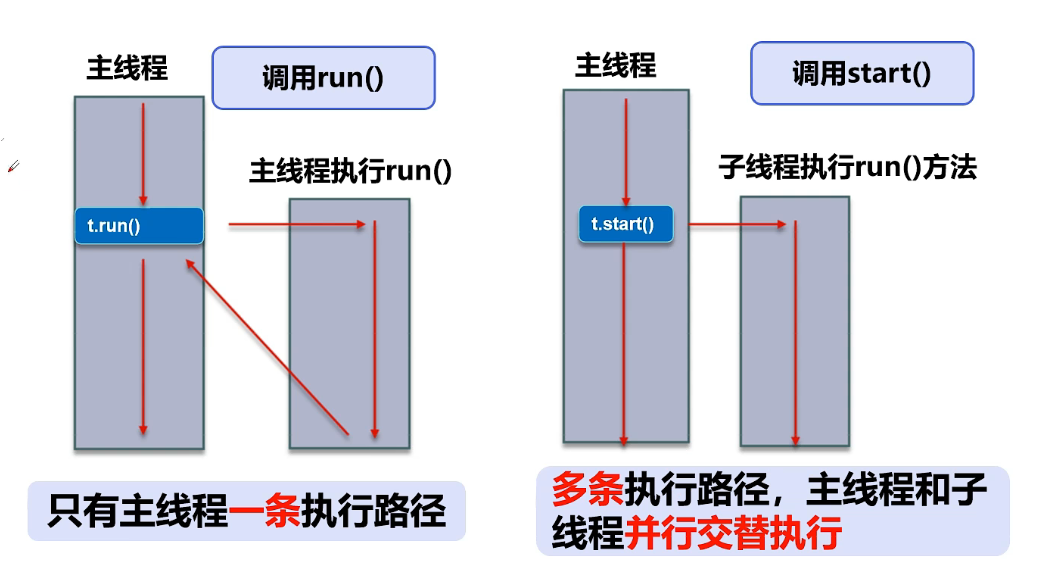 主线程
调用run()
主线程执行run()
t.run()
只有主线程一条执行路径
主线程
调用start()
子线程执行run()方法
t.start()
多条执行路径，主线程和子
线程并行交替执行